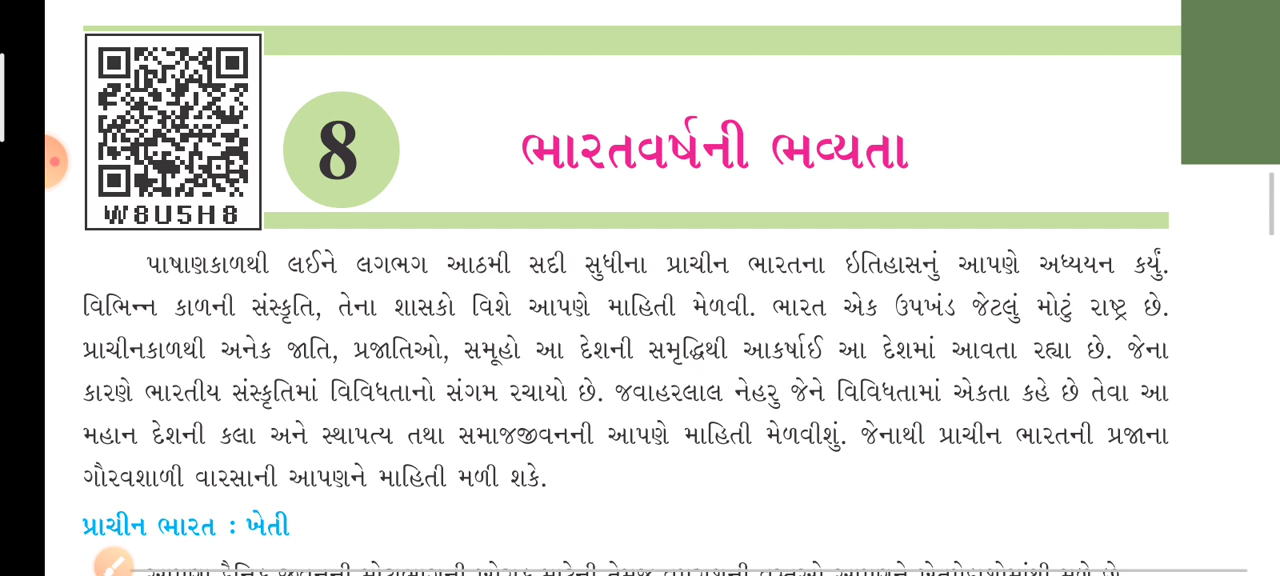 W8U5H8
8
ભારતવર્ષની ભવ્યતા
પાષાણકાળથી લઈને લગભગ આઠમી સદી સુધીના પ્રાચીન ભારતના ઇતિહાસનું આપણે અધ્યયન કર્યું.
વિભિન્ન કાળની સંસ્કૃતિ, તેના શાસકો વિશે આપણે માહિતી મેળવી. ભારત એક ઉપખંડ જેટલું મોટું રાષ્ટ્ર છે.
પ્રાચીનકાળથી અનેક જાતિ, પ્રજાતિઓ, સમૂહો આ દેશની સમૃદ્ધિથી આકર્ષાઈ આ દેશમાં આવતા રહ્યા છે. જેના
કારણે ભારતીય સંસ્કૃતિમાં વિવિધતાનો સંગમ રચાયો છે. જવાહરલાલ નેહરુ જેને વિવિધતામાં એકતા કહે છે તેવા આ
મહાન દેશની કલા અને સ્થાપત્ય તથા સમાજજીવનની આપણે માહિતી મેળવીશું. જેનાથી પ્રાચીન ભારતની પ્રજાના
ગૌરવશાળી વારસાની આપણને માહિતી મળી શકે.
પ્રાચીન ભારત : ખેતી